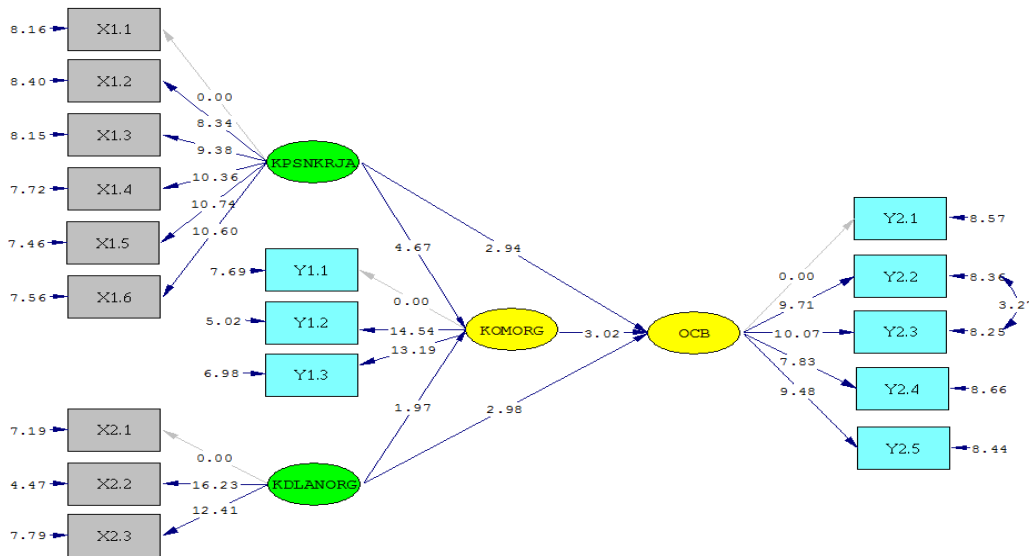 8.16 X1.1
8.40 X1.2
8.15 X1.3
7.72 X1.4
7.46 X1.5
7.56 X1.6
0.00
8.34
9.38
10.36
10.74
10.60
KPSNKRJA
4.67
2.94
7.69 Y1.1
5.02 Y1.2
6.98 Y1.3
0.00
14.54
13.19
KOMORG
3.02
OCB
1.97
2.98
7.19 X2.1
4.47 X2.2
7.79 X2.3
0.00
16.23
12.41
KDLANORG
0.00
9.71
10.07
7.83
9.48
Y2.1 8.57
Y2.2 8.36
Y2.3 8.25
Y2.4 8.66
Y2.5 8.44